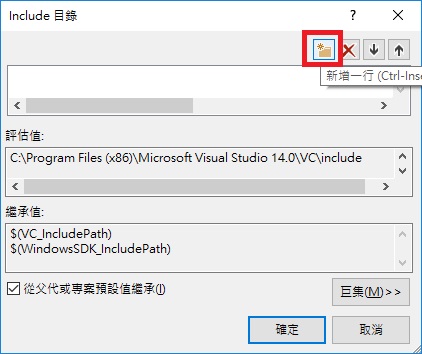 Include 目錄
?
新增一行 (Ctrl-Inse
評估值:
C:\Program Files (x86)\Microsoft Visual Studio 14.0\VC\include
繼承值:
$(VC_IncludePath)
$(WindowsSDK_IncludePath)
從父代或專案預設值繼承(I)
巨集(M)>>
確定
取消